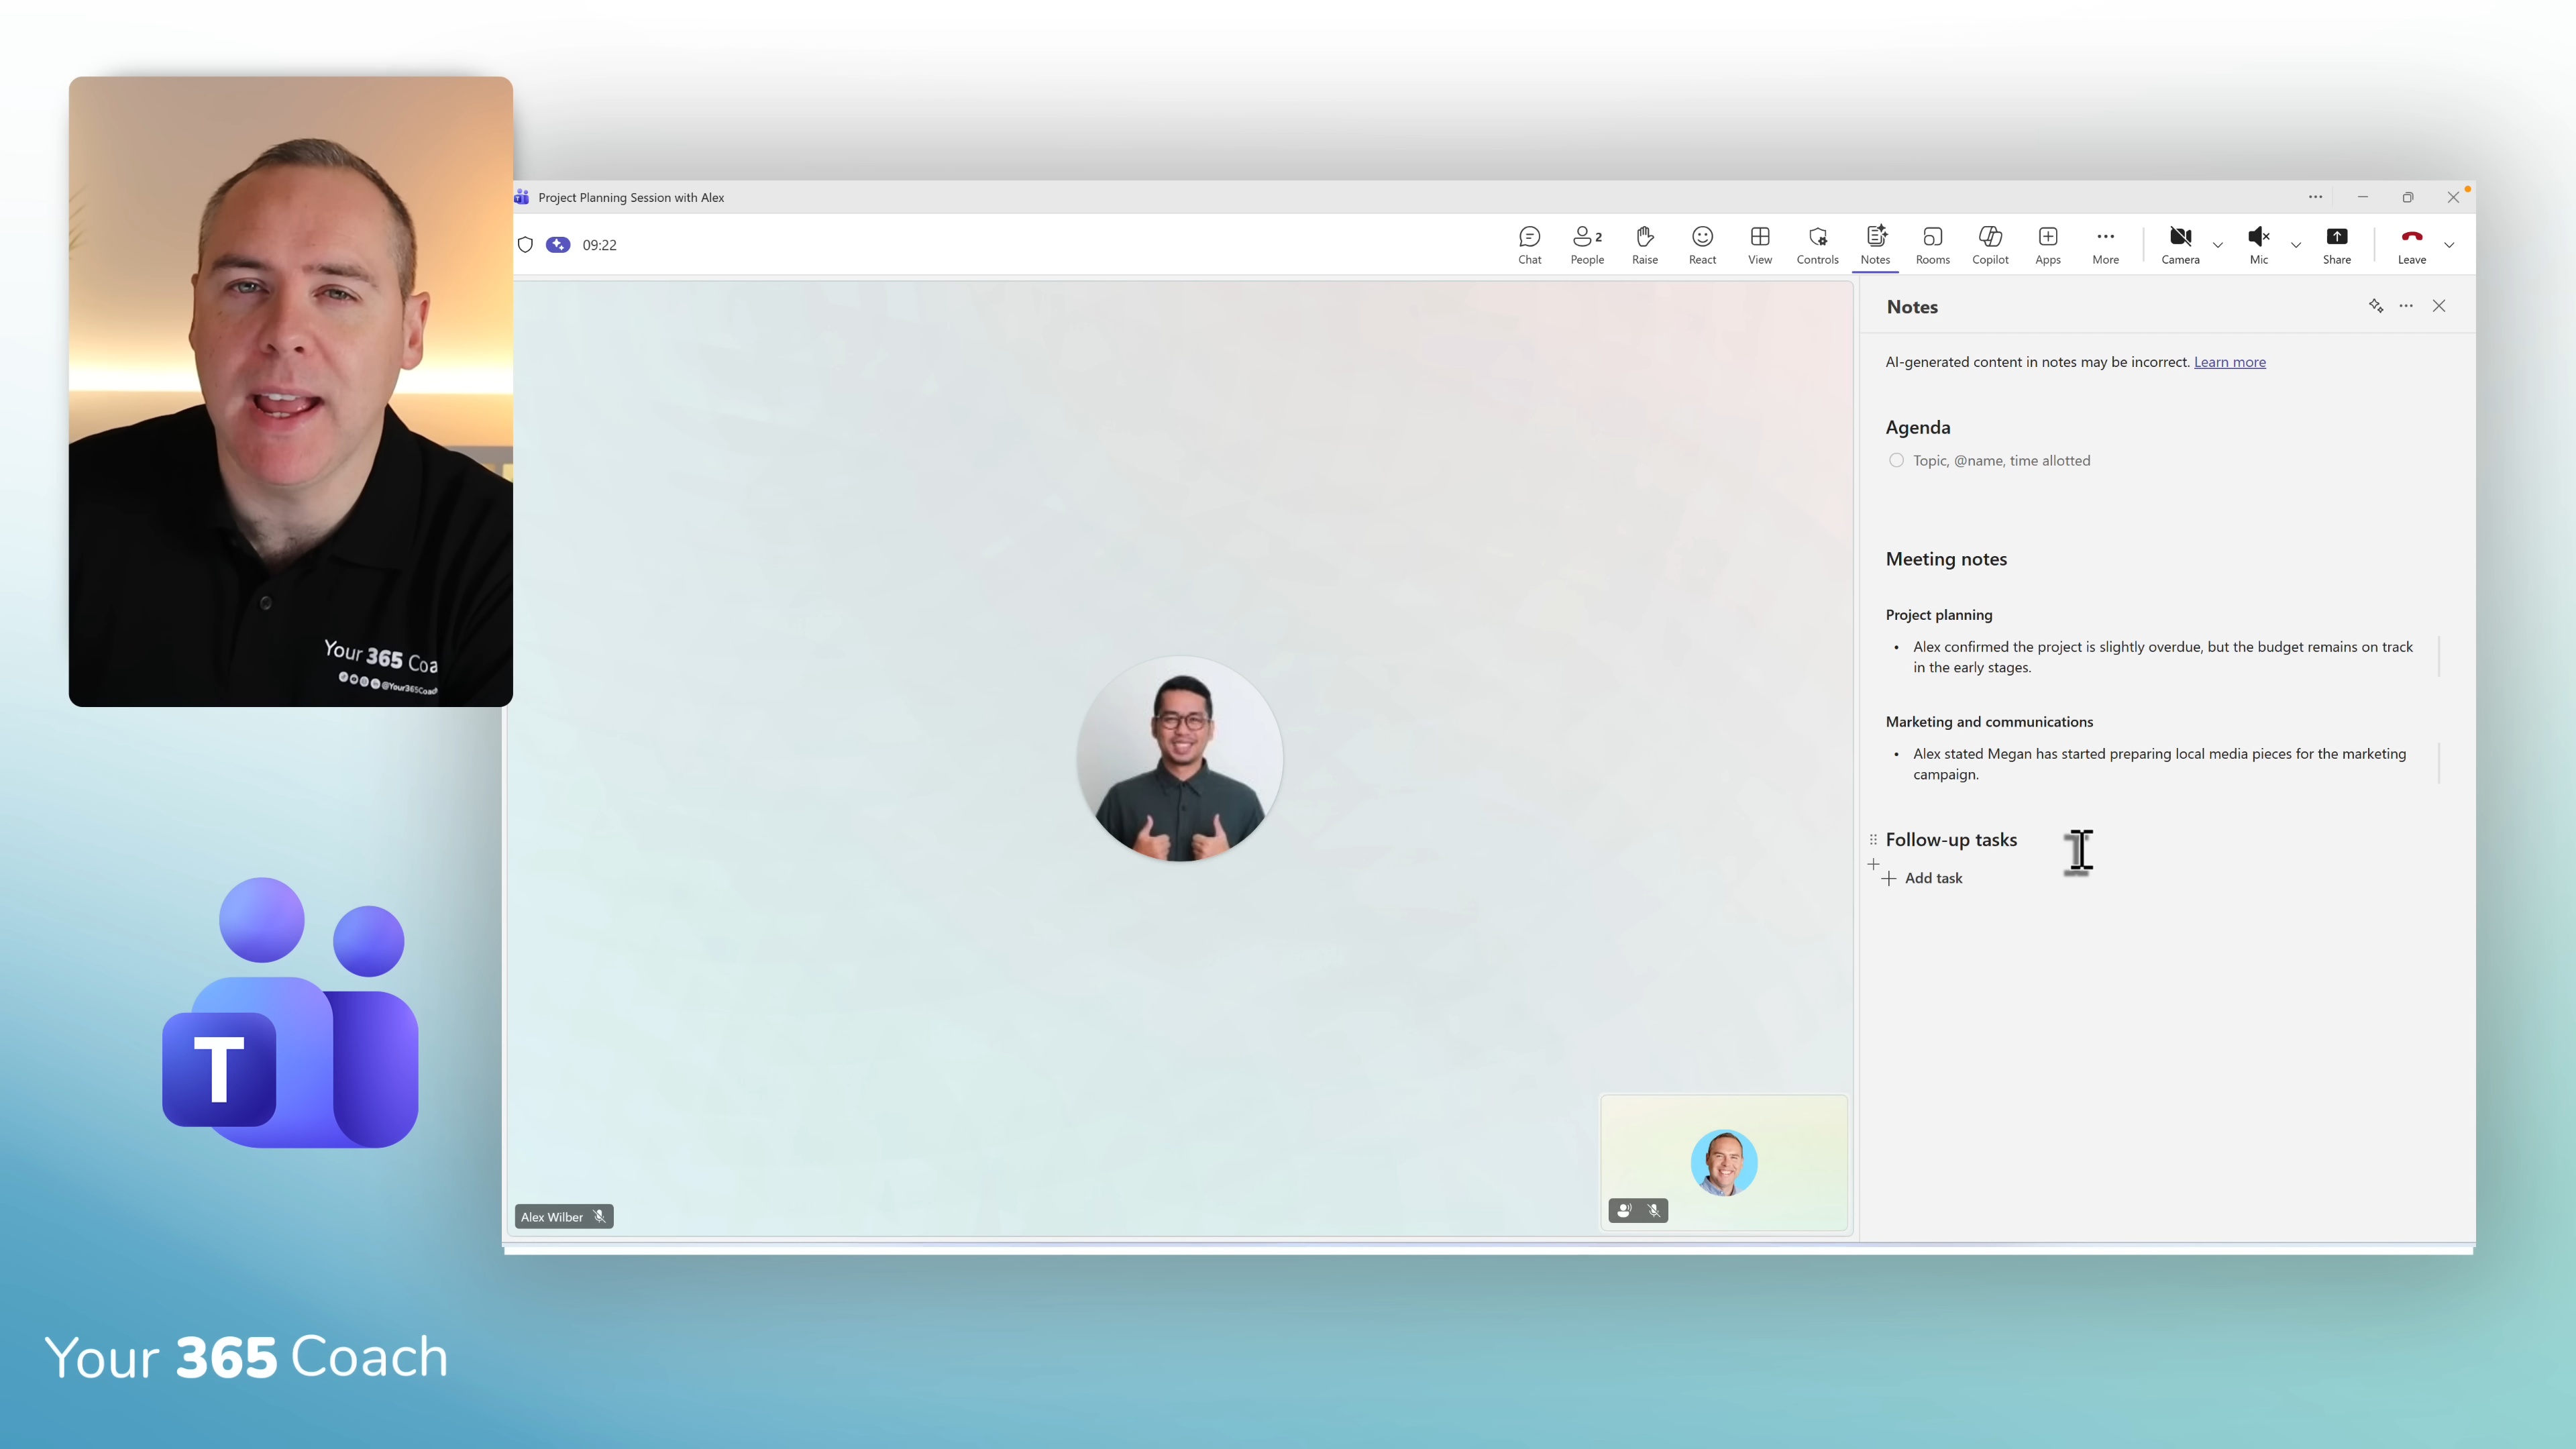 Project Planning Session with Alex
09:22
Chat
People
2
Raise
React
View
Controls
Notes
Rooms
Copilot
Apps
More
Camera
Mic
Share
Leave
Notes
AI-generated content in notes may be incorrect. Learn more
Agenda
Topic, @name, time allotted
Meeting notes
Project planning
• Alex confirmed the project is slightly overdue, but the budget remains on track
in the early stages.
Marketing and communications
• Alex stated Megan has started preparing local media pieces for the marketing
campaign.
Follow-up tasks
Add task
Your 365 Coa
@Your365Coach
T
Alex Wilber
Your 365 Coach